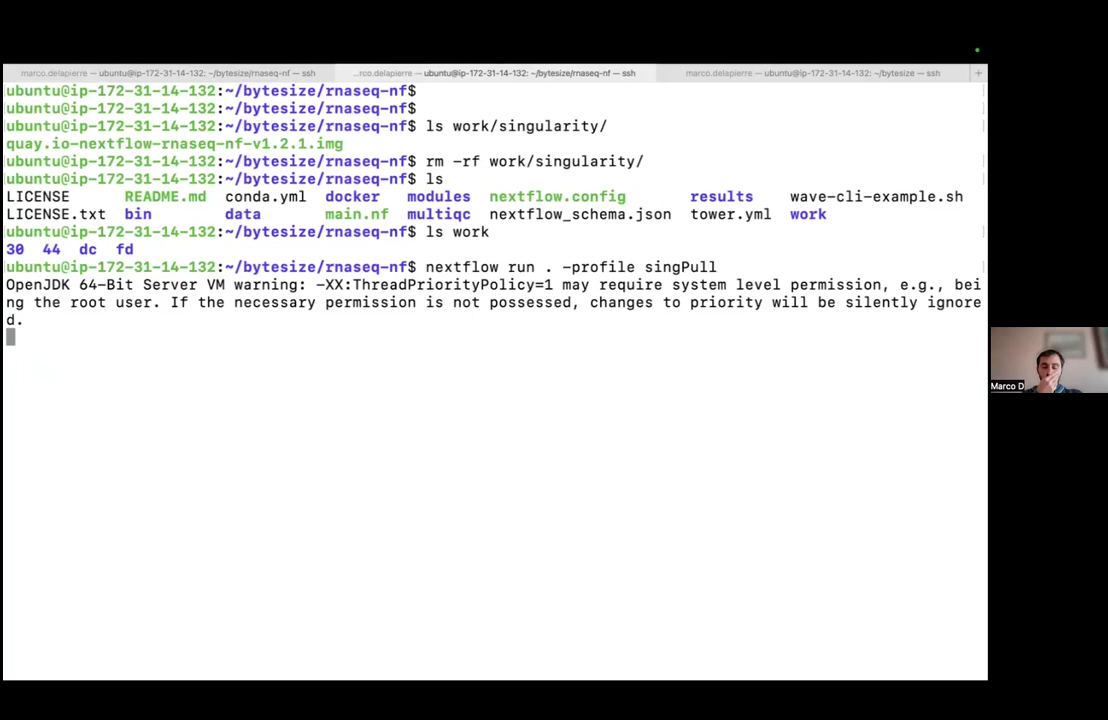 marco.delapierre — ubuntu@ip-172-31-14-132: ~/bytesize/rnaseq-nf — ssh
...rco.delapierre — ubuntu@ip-172-31-14-132: ~/bytesize/rnaseq-nf — ssh
marco.delapierre — ubuntu@ip-172-31-14-132: ~/bytesize — ssh
+
ubuntu@ip-172-31-14-132:~/bytesize/rnaseq-nf$
ubuntu@ip-172-31-14-132:~/bytesize/rnaseq-nf$
ubuntu@ip-172-31-14-132:~/bytesize/rnaseq-nf$ ls work/singularity/
quay.io-nextflow-rnaseq-nf-v1.2.1.img
ubuntu@ip-172-31-14-132:~/bytesize/rnaseq-nf$ rm -rf work/singularity/
ubuntu@ip-172-31-14-132:~/bytesize/rnaseq-nf$ ls
LICENSE README.md conda.yml docker modules nextflow.config results wave-cli-example.sh
LICENSE.txt bin data main.nf multiqc nextflow_schema.json tower.yml work
ubuntu@ip-172-31-14-132:~/bytesize/rnaseq-nf$ ls work
30 44 dc fd
ubuntu@ip-172-31-14-132:~/bytesize/rnaseq-nf$ nextflow run . -profile singPull
OpenJDK 64-Bit Server VM warning: -XX:ThreadPriorityPolicy=1 may require system level permission, e.g., bei
ng the root user. If the necessary permission is not possessed, changes to priority will be silently ignore
d.
Marco D